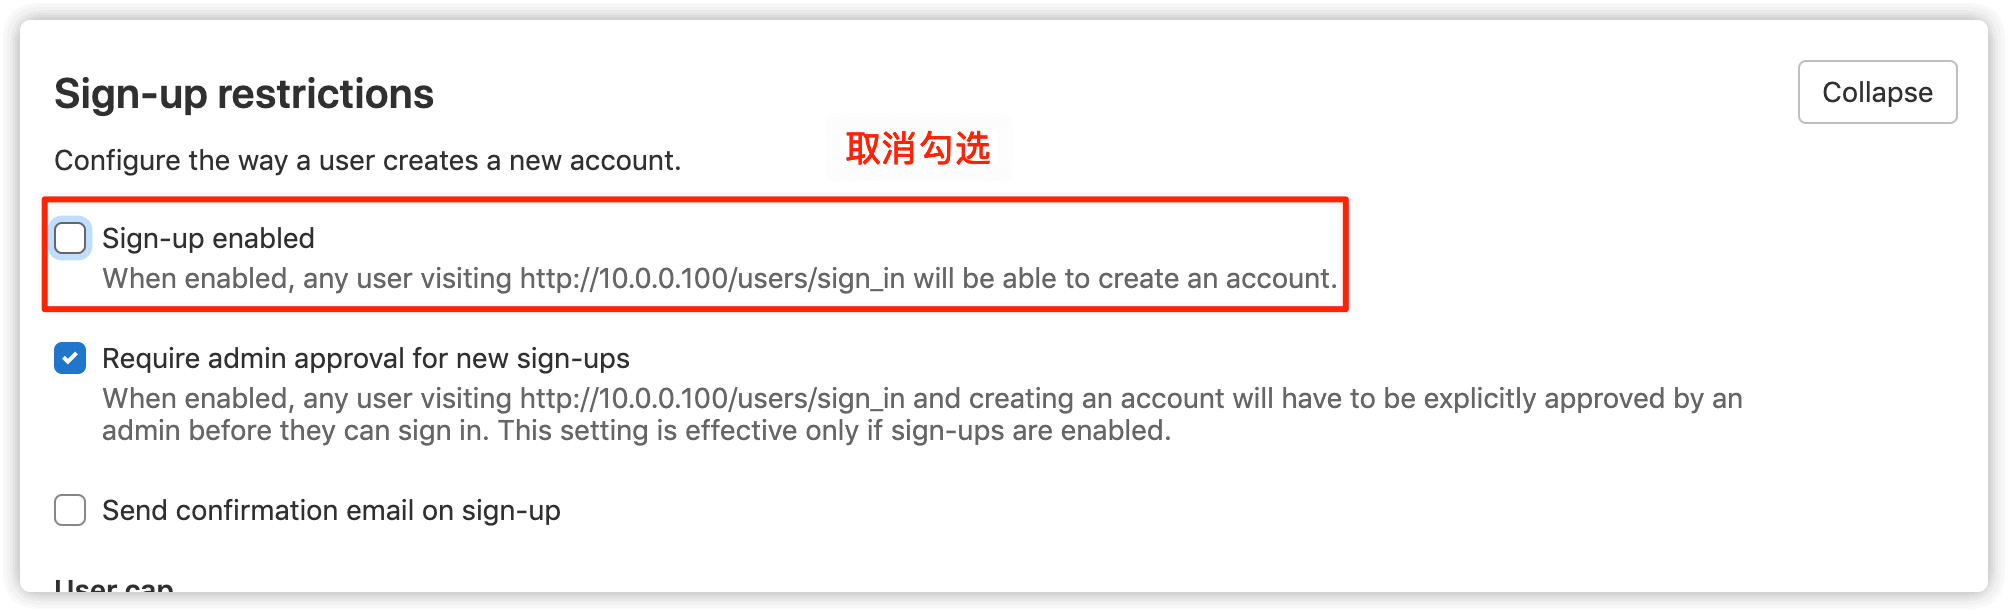 Sign-up restrictions
Collapse
Configure the way a user creates a new account.
取消勾选
Sign-up enabled
When enabled, any user visiting http://10.0.0.100/users/sign_in will be able to create an account.
Require admin approval for new sign-ups
When enabled, any user visiting http://10.0.0.100/users/sign_in and creating an account will have to be explicitly approved by an
admin before they can sign in. This setting is effective only if sign-ups are enabled.
Send confirmation email on sign-up
User cap